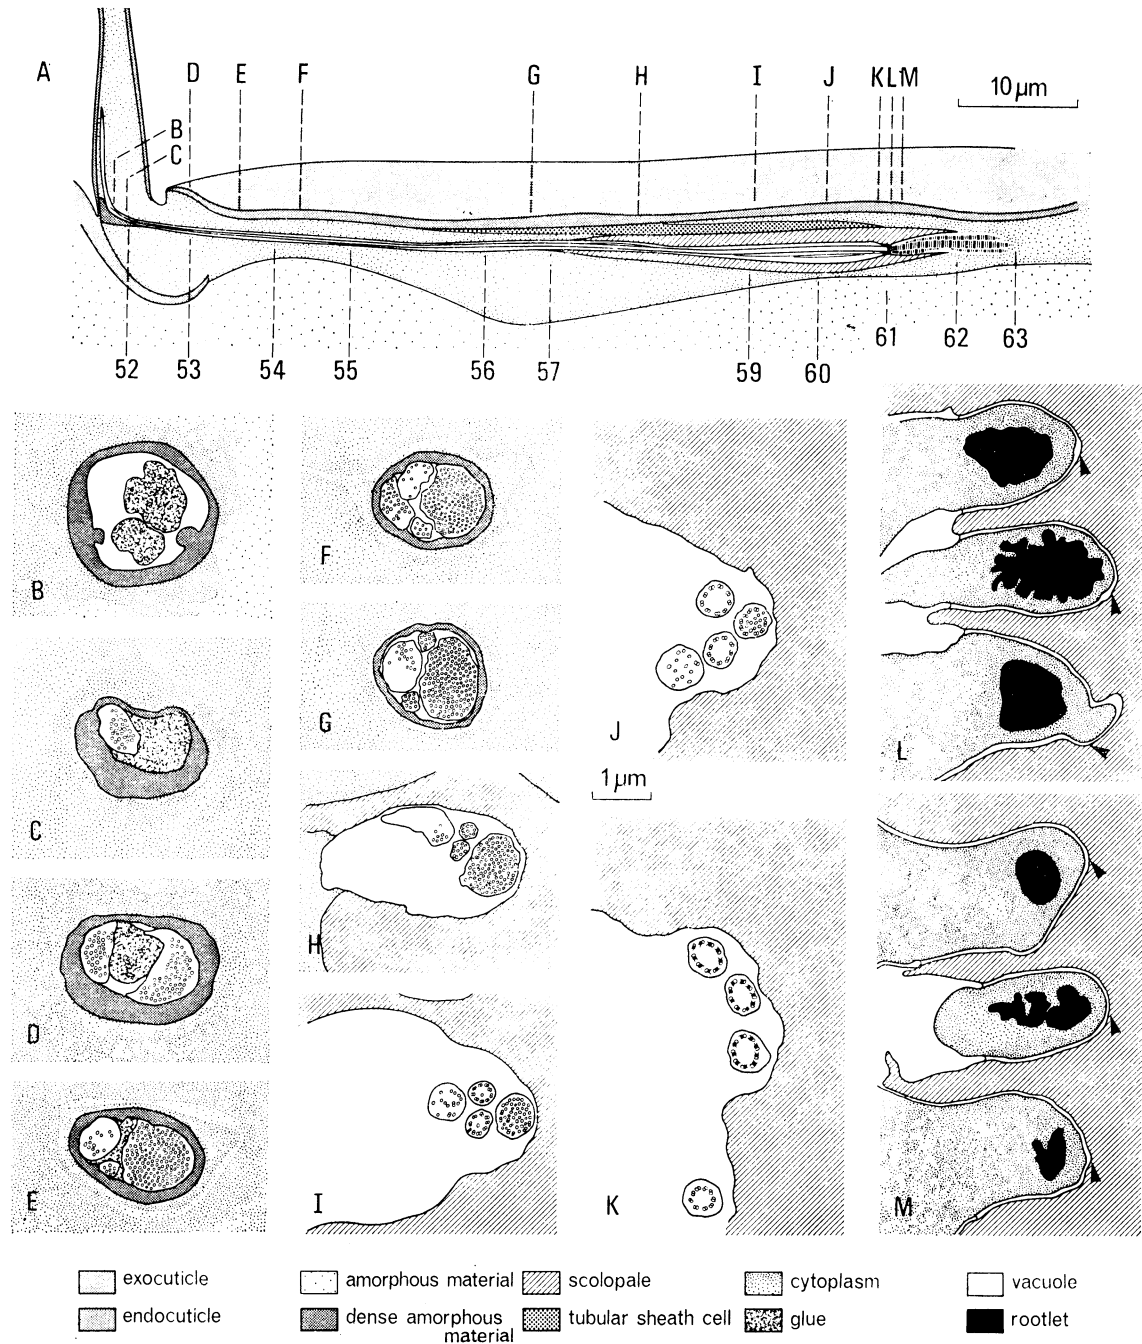 A
D E F G H I J K L M
10 µm
B
C
52 53 54 55 56 57 59 60 61 62 63
B
F
J
L
C
G
1 µm
D
H
I
K
E
M
exocuticle
amorphous material
scolopale
cytoplasm
vacuole
endocuticle
dense amorphous
material
tubular sheath cell
glue
rootlet